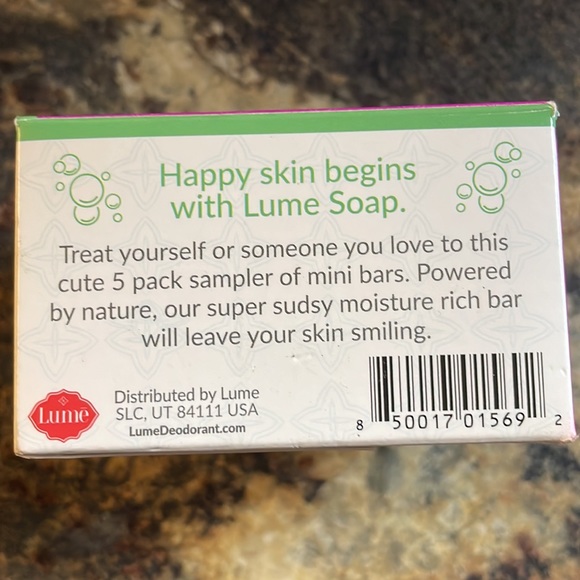 Happy skin begins
with Lume Soap.
Treat yourself or someone you love to this
cute 5 pack sampler of mini bars. Powered
by nature, our super sudsy moisture rich bar
will leave your skin smiling.
Lumē
Distributed by Lume
SLC, UT 84111 USA
LumeDeodorant.com
8 50017 01569 2